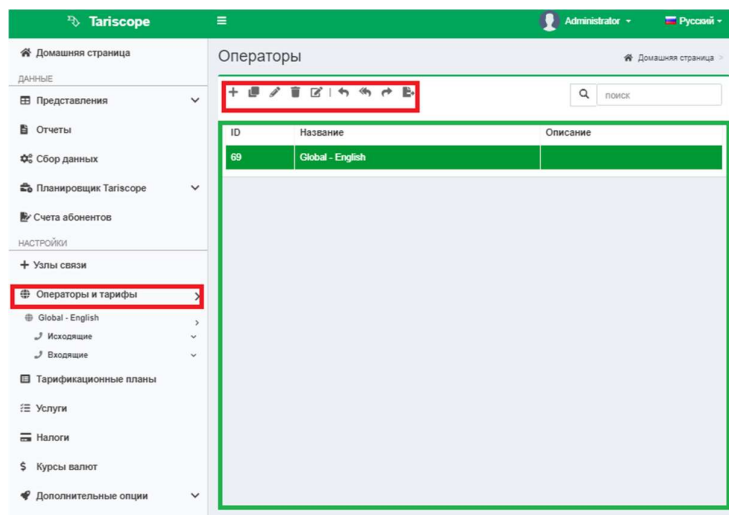 Tariscope
Administrator
Русский
Домашняя страница
ДАННЫЕ
Представления
Отчеты
Сбор данных
Планировщик Tariscope
Счета абонентов
НАСТРОЙКИ
Узлы связи
Операторы и тарифы
Global - English
Исходящие
Входящие
Тарификационные планы
Услуги
Налоги
Курсы валют
Дополнительные опции
Операторы
Домашняя страница >
поиск
ID Название Описание
69 Global - English